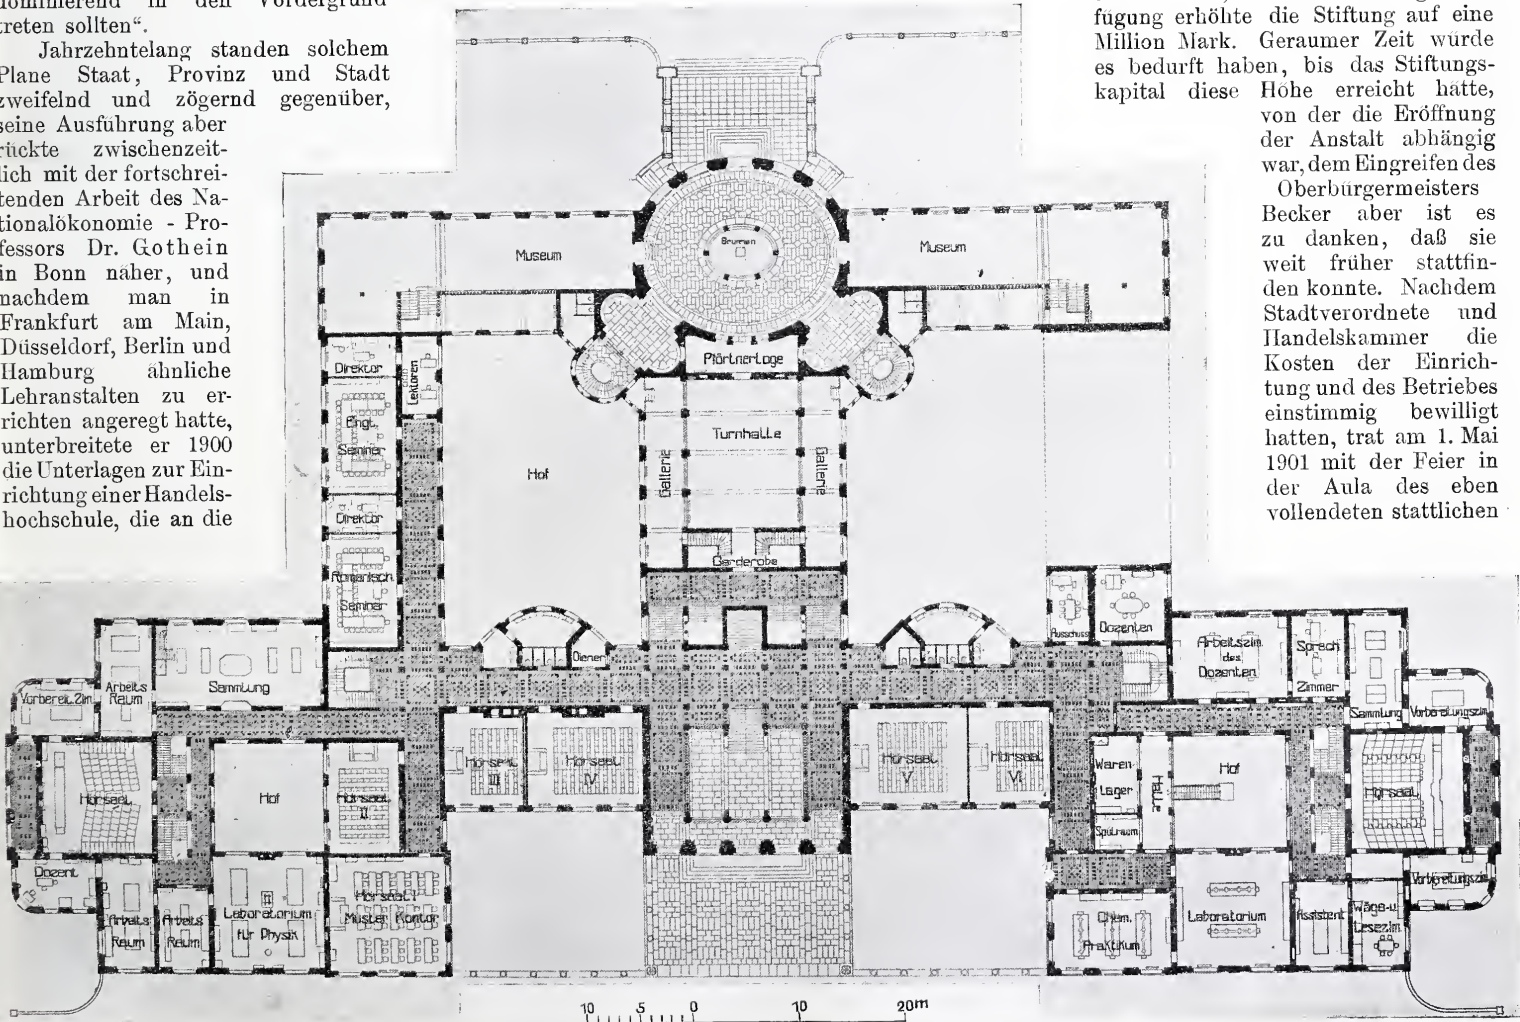 dominierend in den Vordergrund
treten sollten“.
Jahrzehntelang standen solchem
Plane Staat, Provinz und Stadt
zweifelnd und zögernd gegenüber,
seine Ausführung aber
rückte zwischenzeit-
lich mit der fortschrei-
tenden Arbeit des Na-
tionalökonomie - Pro-
fessors Dr. Gothein
in Bonn näher, und
nachdem man in
Frankfurt am Main,
Düsseldorf, Berlin und
Hamburg ähnliche
Lehranstalten zu er-
richten angeregt hatte,
unterbreitete er 1900
die Unterlagen zur Ein-
richtung einer Handels-
hochschule, die an die
fügung erhöhte die Stiftung auf eine
Million Mark. Geraumer Zeit würde
es bedurft haben, bis das Stiftungs-
kapital diese Höhe erreicht hätte,
von der die Eröffnung
der Anstalt abhängig
war, dem Eingreifen des
Oberbürgermeisters
Becker aber ist es
zu danken, daß sie
weit früher stattfin-
den konnte. Nachdem
Stadtverordnete und
Handelskammer die
Kosten der Einrich-
tung und des Betriebes
einstimmig bewilligt
hatten, trat am 1. Mai
1901 mit der Feier in
der Aula des eben
vollendeten stattlichen
Museum
Brunnen
Museum
Pförtnerloge
Direktor
Lektoren
Engl.
Seminar
Direktor
Romanisch.
Seminar
Hof
Gallerie
Turnhalle
Gallerie
Garderobe
Diener
Ausschuss
Dozenten
Arbeitszim.
des
Dozenten
Sprech
Zimmer
Sammlung
Vorbereitungszim.
Vorbereit. Zim.
Arbeits
Raum
Sammlung
Hörsaal
Hof
Hörsaal
II
Hörsaal
III
Hörsaal
IV
Hörsaal
V
Hörsaal
VI
Waren
Lager
Halle
Spülraum
Hof
Hörsaal
Dozent
Arbeits
Raum
Arbeits
Raum
Laboratorium
für Physik
Hörsaal I
Muster Kontor
Chem.
Praktikum
Laboratorium
Assistent
Wäge- u.
Lesezim.
Vorbereitungszim.
10 5 0 10 20m